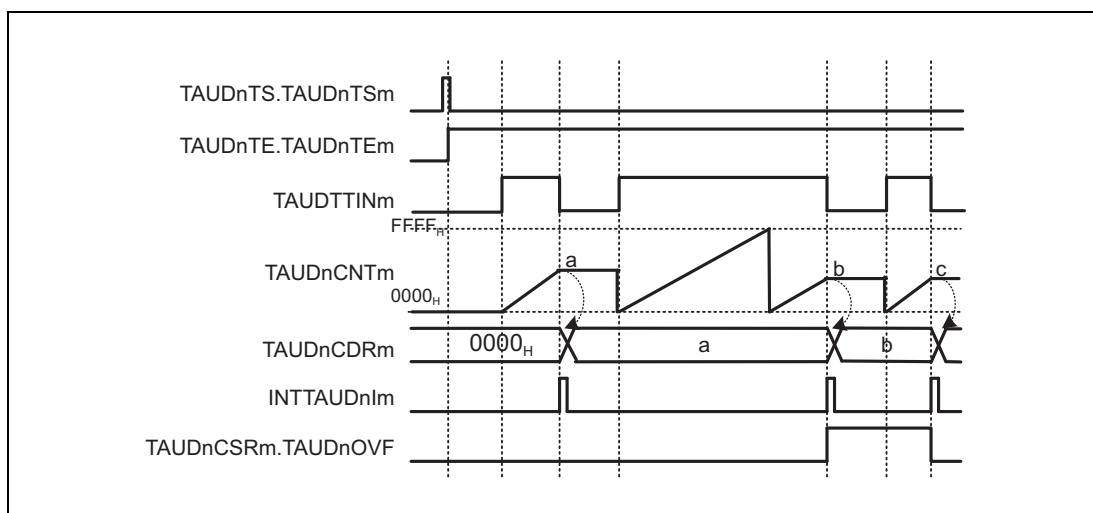 TAUDnTS.TAUDnTSm
TAUDnTE.TAUDnTEm
TAUDTTINm
FFFFH
TAUDnCNTm
a
b
c
0000H
TAUDnCDRm
0000H
a
b
INTTAUDnIm
TAUDnCSRm.TAUDnOVF